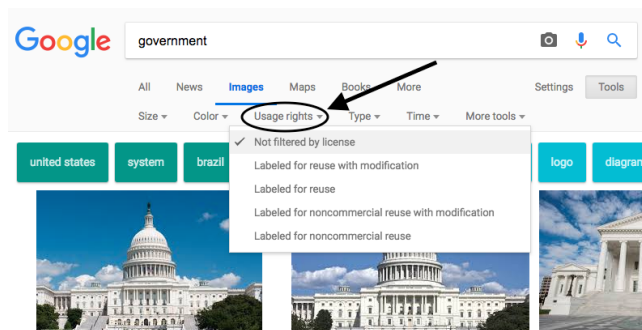 Google government
All News Images Maps Books More Settings Tools
Size Color Usage rights Type Time More tools
Not filtered by license
united states system brazil logo diagran
Labeled for reuse with modification
Labeled for reuse
Labeled for noncommercial reuse with modification
Labeled for noncommercial reuse